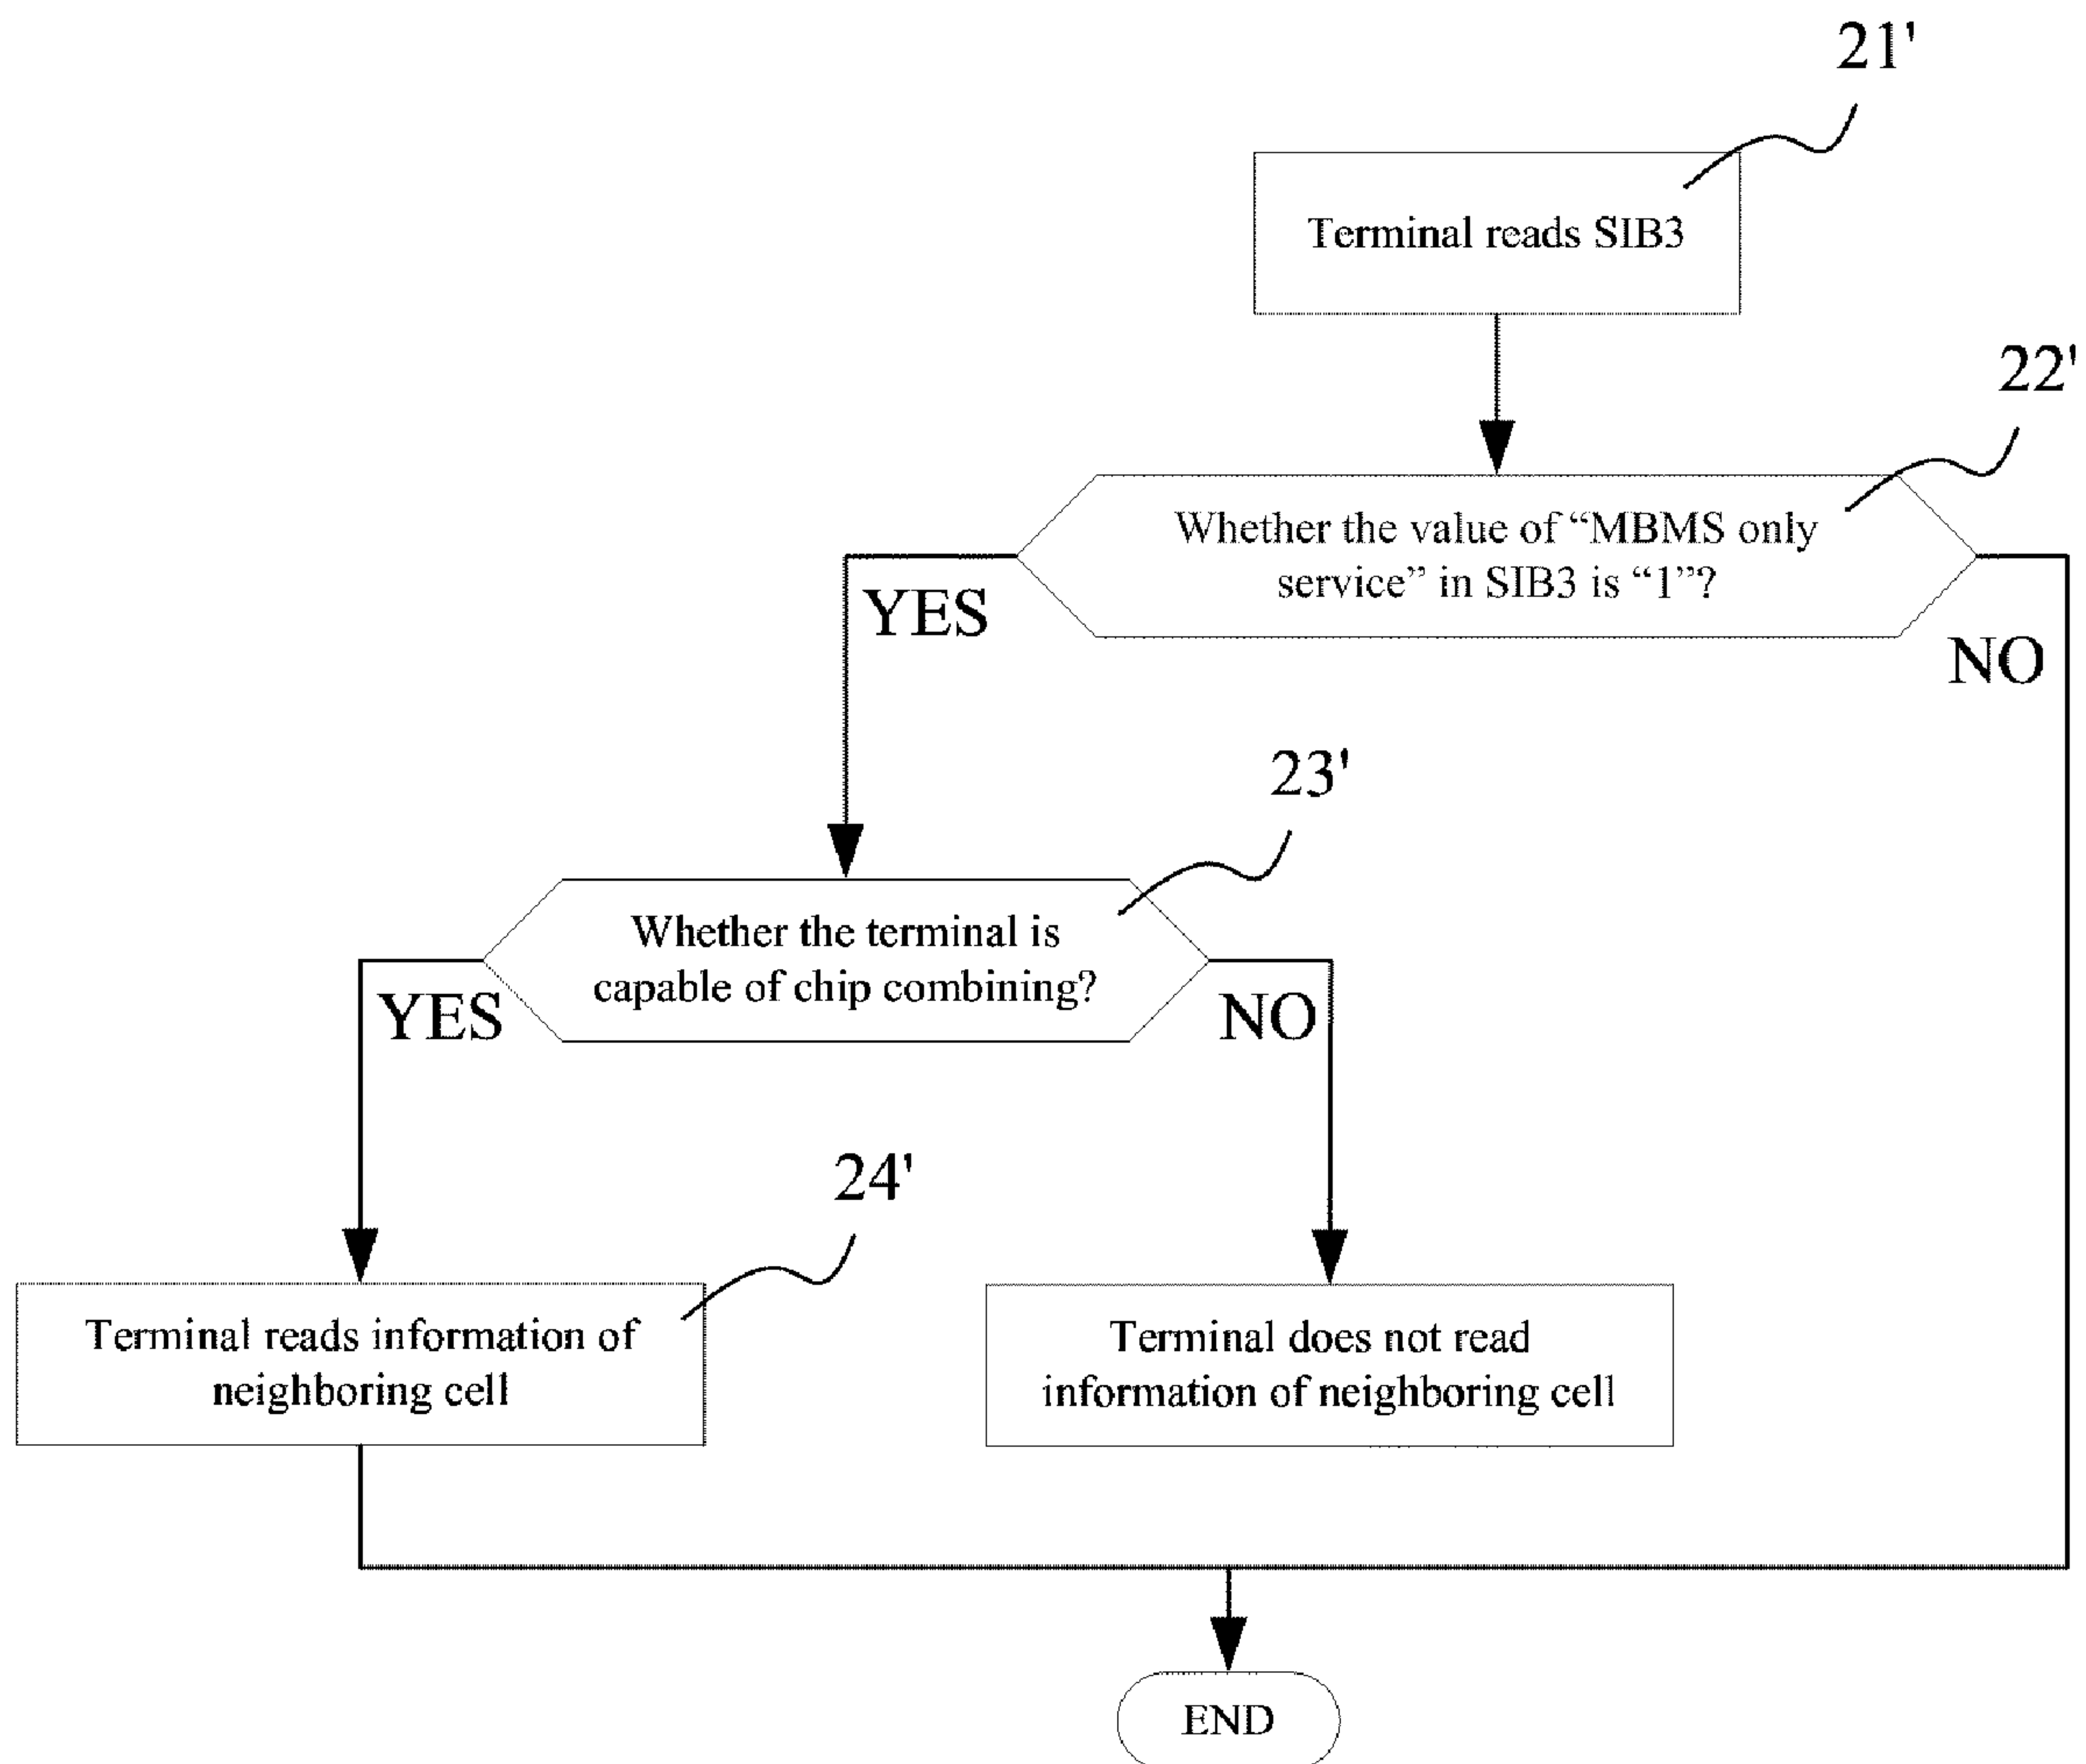 21'
Terminal reads SIB3
22'
Whether the value of “MBMS only
service” in SIB3 is “1”?
YES
NO
23'
Whether the terminal is
capable of chip combining?
YES
NO
24'
Terminal reads information of
neighboring cell
Terminal does not read
information of neighboring cell
END